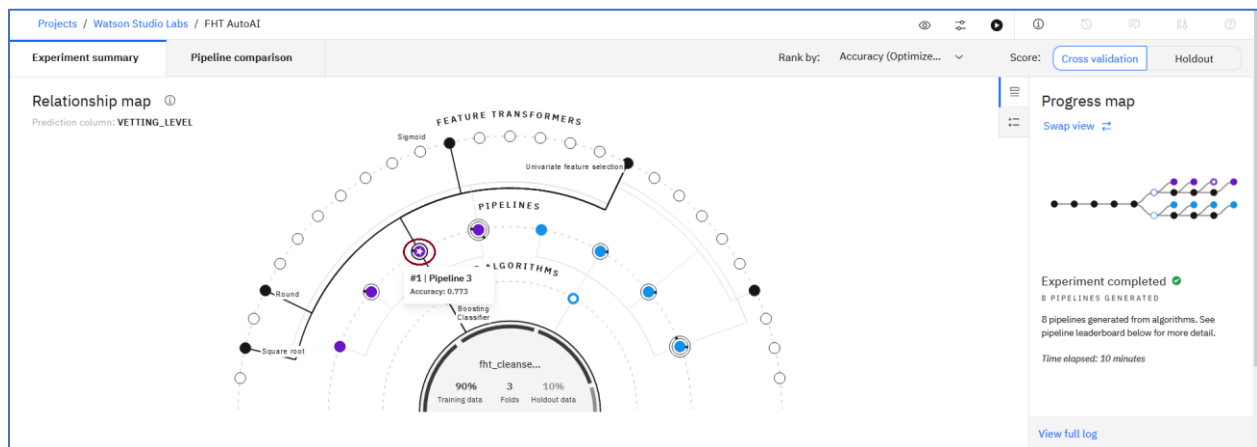 Projects / Watson Studio Labs / FHT AutoAI
Experiment summary
Pipeline comparison
Rank by: Accuracy (Optimize...
Score: Cross validation Holdout
Relationship map
Prediction column: VETTING_LEVEL
FEATURE TRANSFORMERS
Sigmoid
Univariate feature selection
PIPELINES
ALGORITHMS
#1 | Pipeline 3
Accuracy: 0.773
Round
Boosting
Classifier
Square root
fht_cleanse...
90% 3 10%
Training data Folds Holdout data
Progress map
Swap view
Experiment completed
8 PIPELINES GENERATED
8 pipelines generated from algorithms. See
pipeline leaderboard below for more detail.
Time elapsed: 10 minutes
View full log